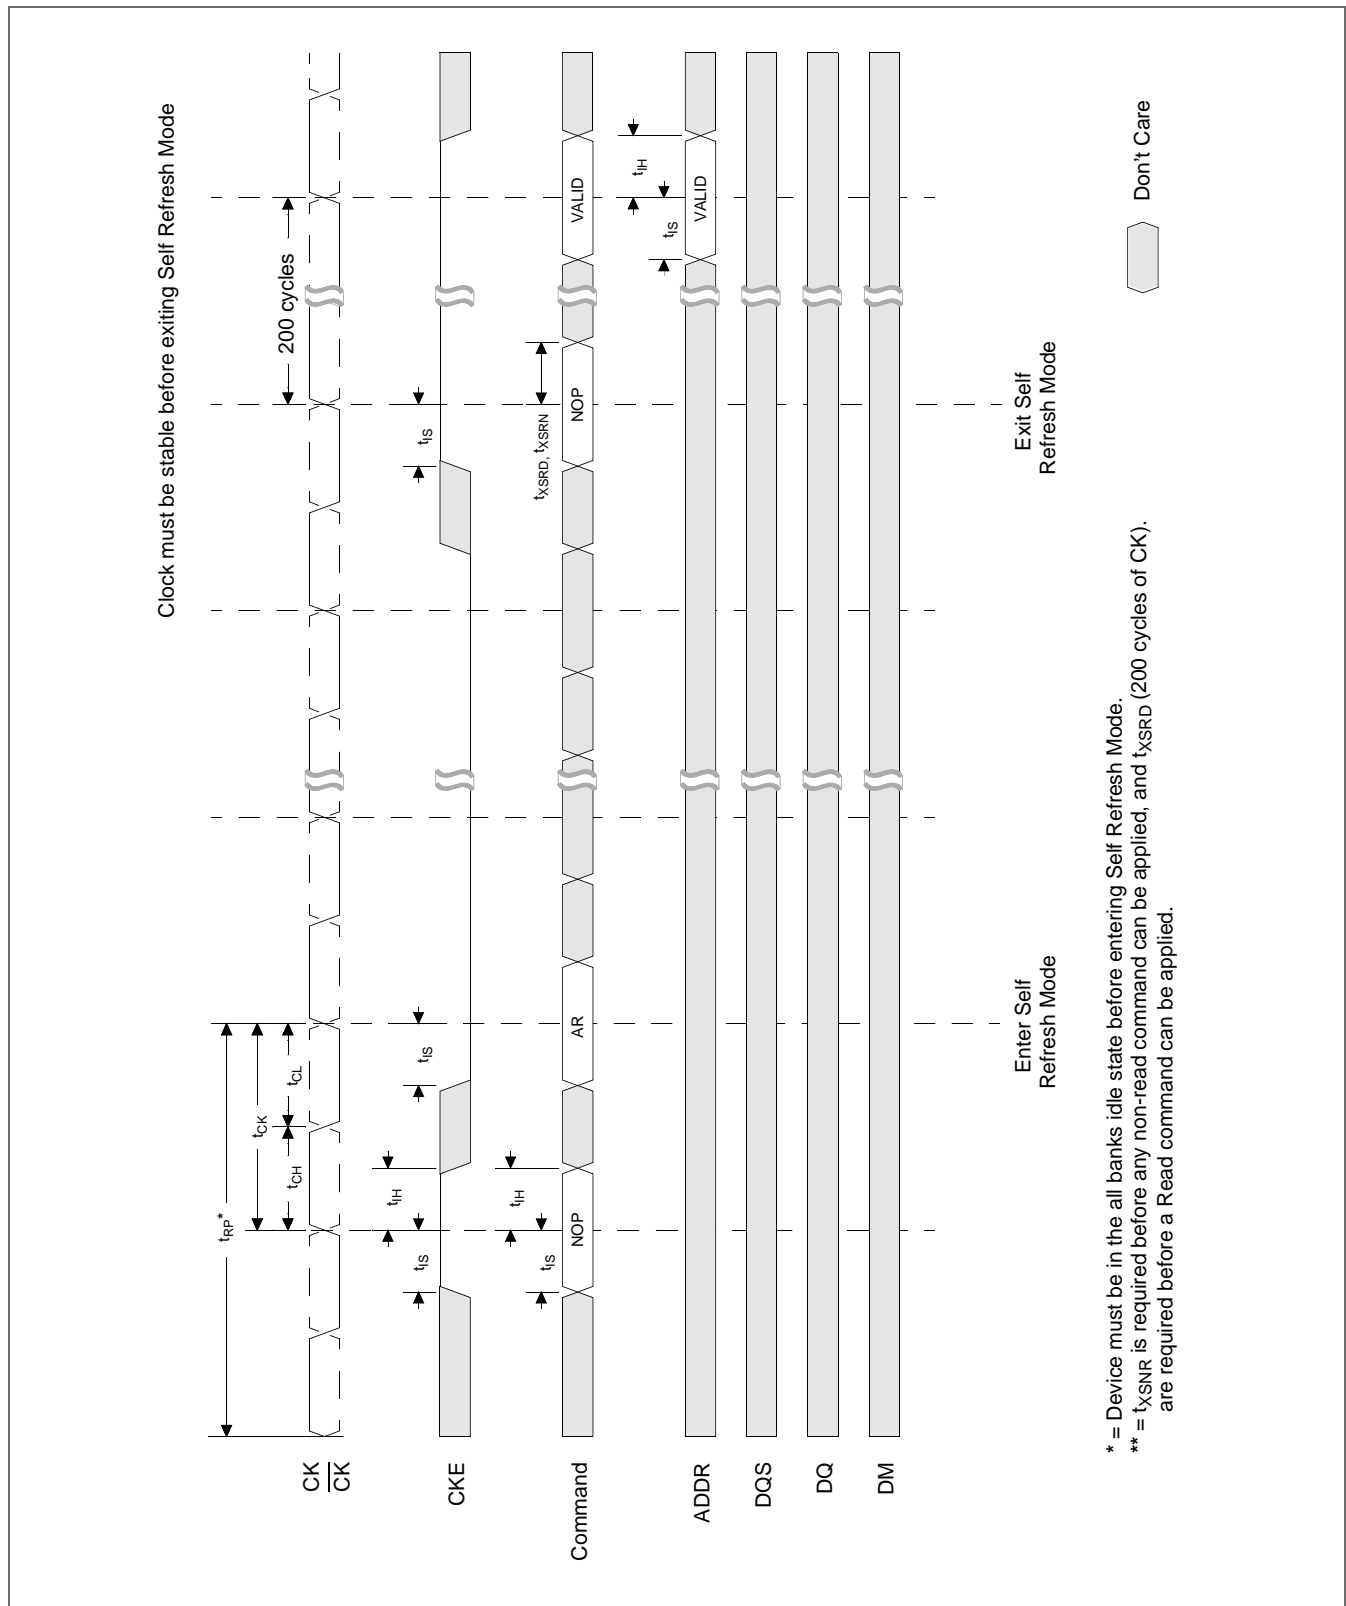 Clock must be stable before exiting Self Refresh Mode
tRP*
tCK
tCH
tCL
200 cycles
CK
CK
tIS
tIH
tIS
tIS
CKE
tIS
tIH
tXSRD, tXSRN
NOP
AR
NOP
VALID
Command
tIS
tIH
VALID
ADDR
DQS
DQ
DM
Enter Self
Refresh Mode
Exit Self
Refresh Mode
* = Device must be in the all banks idle state before entering Self Refresh Mode.
** = tXSNR is required before any non-read command can be applied, and tXSRD (200 cycles of CK).
are required before a Read command can be applied.
Don't Care